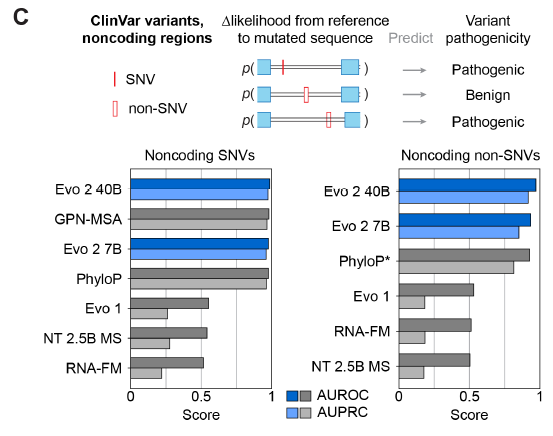 C
ClinVar variants,
noncoding regions
Δlikelihood from reference
to mutated sequence
Predict
Variant
pathogenicity
SNV
non-SNV
p( )
Pathogenic
p( )
Benign
p( )
Pathogenic
Noncoding SNVs
Evo 2 40B
GPN-MSA
Evo 2 7B
PhyloP
Evo 1
NT 2.5B MS
RNA-FM
0
0.5
1
Score
Noncoding non-SNVs
Evo 2 40B
Evo 2 7B
PhyloP*
Evo 1
RNA-FM
NT 2.5B MS
0
0.5
1
Score
AUROC
AUPRC